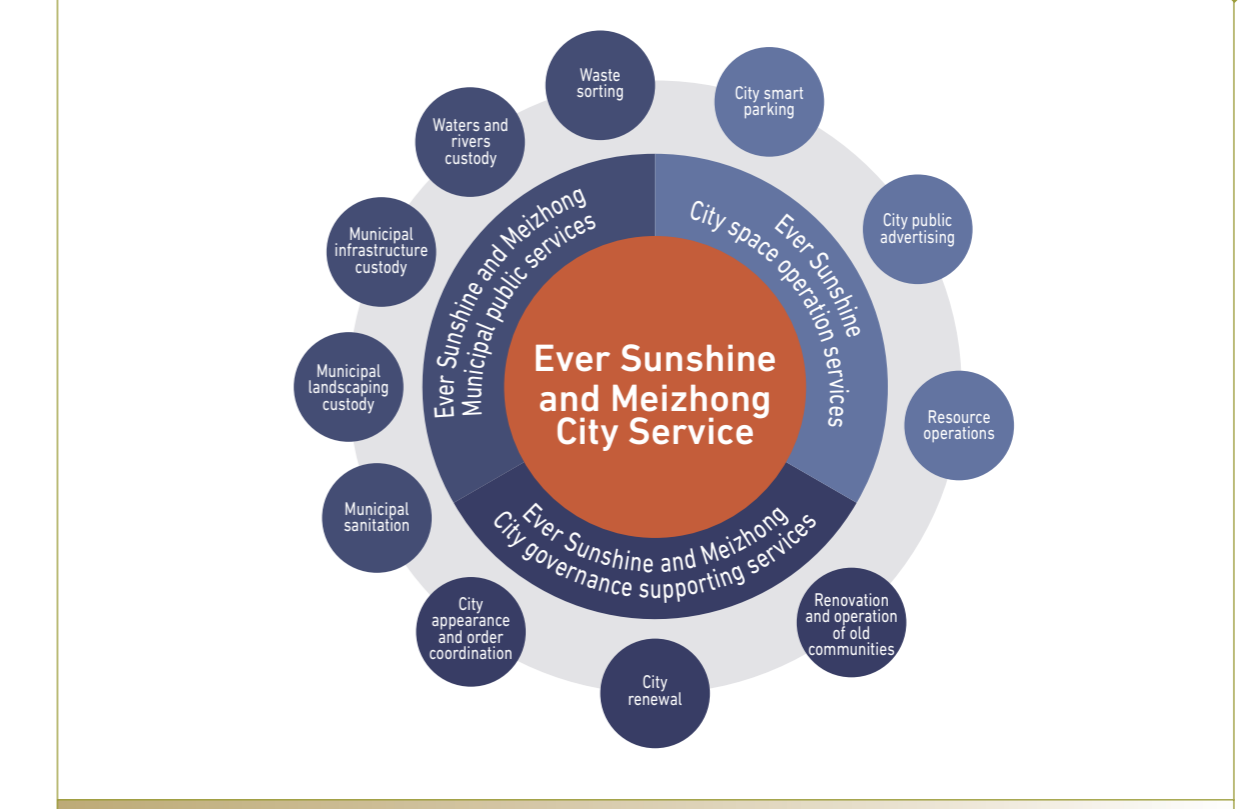 Waste
sorting
City smart
parking
Waters and
rivers
custody
City public
advertising
Municipal
infrastructure
custody
Resource
operations
Municipal
landscaping
custody
Municipal
sanitation
City
appearance
and order
coordination
City
renewal
Renovation
and operation
of old
communities
Ever Sunshine and Meizhong
Municipal public services
Ever Sunshine
City space operation services
Ever Sunshine and Meizhong
City governance supporting services
Ever Sunshine
and Meizhong
City Service